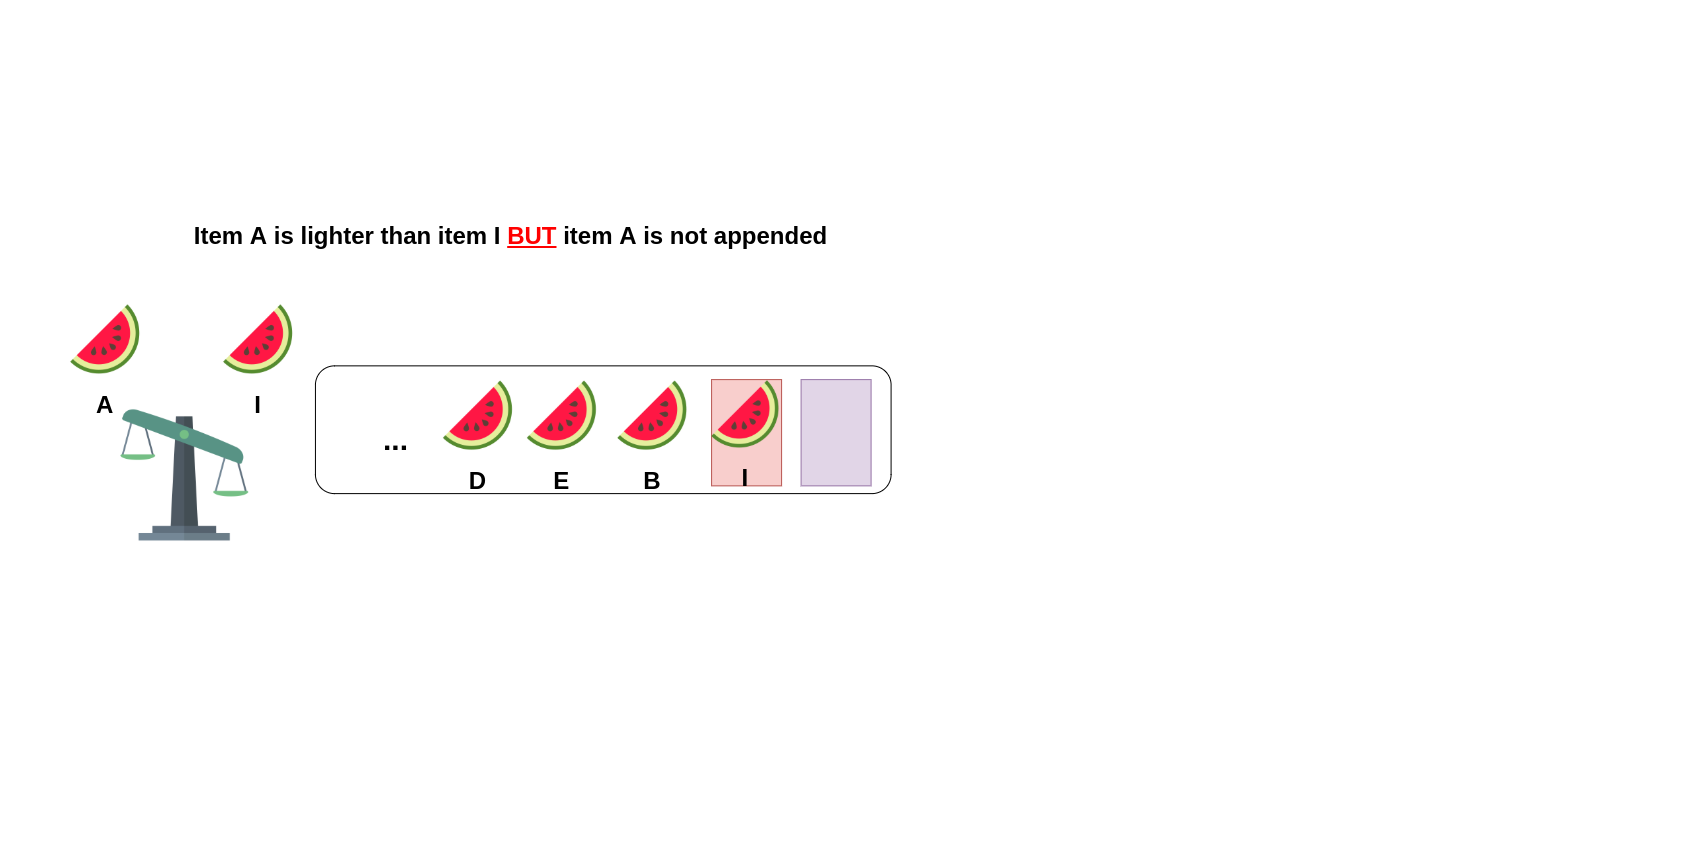 Item A is lighter than item I BUT item A is not appended
A
I
...
D
E
B
I